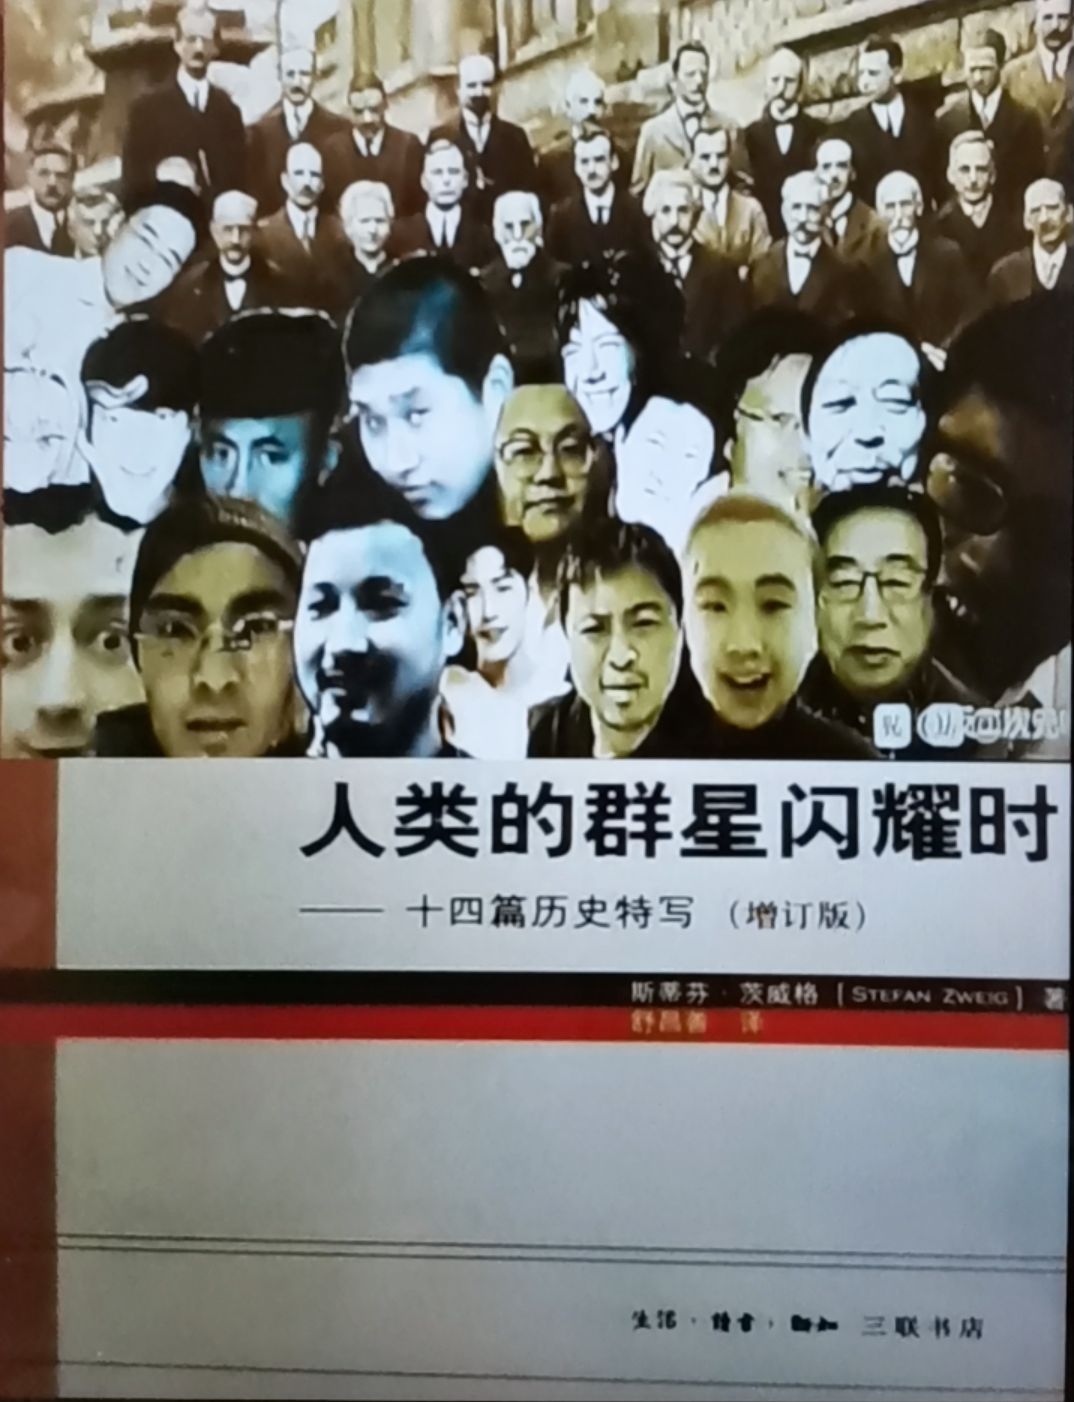 人类的群星闪耀时
—— 十四篇历史特写 (增订版)
斯蒂芬·茨威格 [STEFAN ZWEIG] 著
舒昌善 译
生活·读书·新知 三联书店